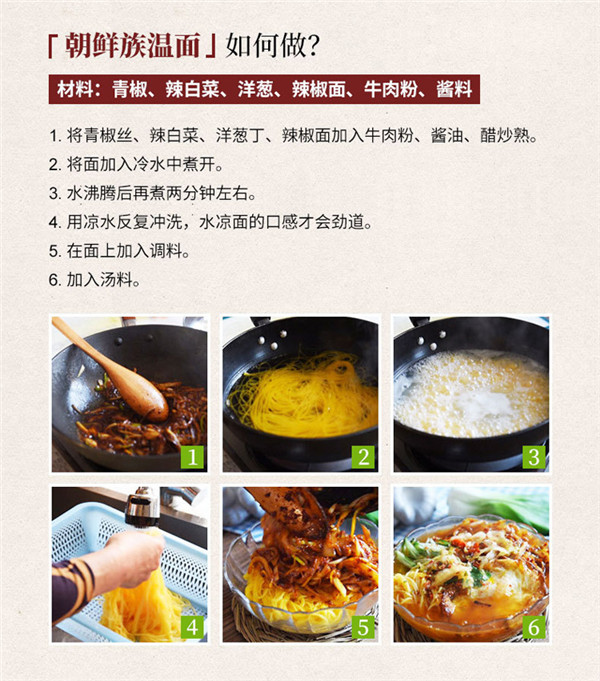 「朝鲜族温面」如何做？
材料：青椒、辣白菜、洋葱、辣椒面、牛肉粉、酱料
1. 将青椒丝、辣白菜、洋葱丁、辣椒面加入牛肉粉、酱油、醋炒熟。
2. 将面加入冷水中煮开。
3. 水沸腾后再煮两分钟左右。
4. 用凉水反复冲洗，水凉面的口感才会劲道。
5. 在面上加入调料。
6. 加入汤料。
1
2
3
4
5
6